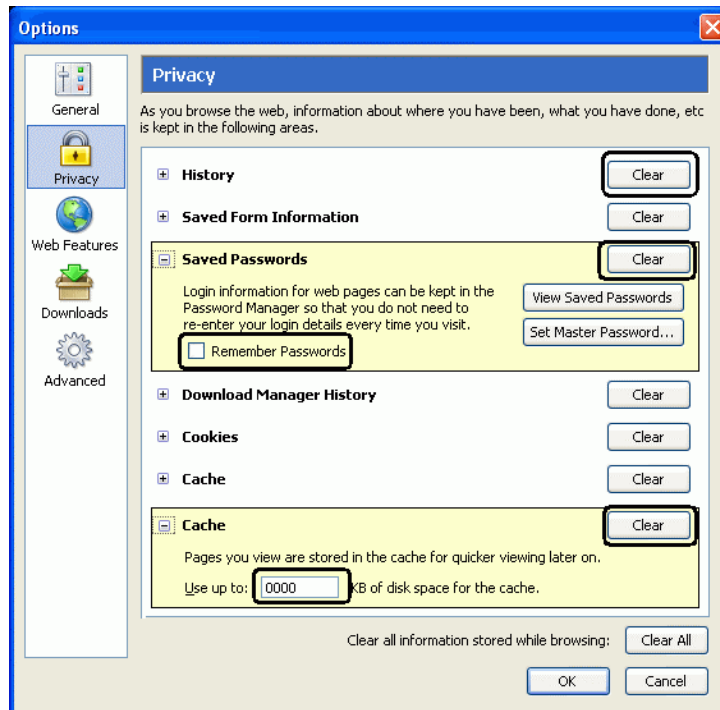 Options
General
Privacy
Web Features
Downloads
Advanced
Privacy
As you browse the web, information about where you have been, what you have done, etc
is kept in the following areas.
History Clear
Saved Form Information Clear
Saved Passwords Clear
Login information for web pages can be kept in the
Password Manager so that you do not need to
re-enter your login details every time you visit.
View Saved Passwords
Set Master Password...
Remember Passwords
Download Manager History Clear
Cookies Clear
Cache Clear
Cache Clear
Pages you view are stored in the cache for quicker viewing later on.
Use up to: 0000 KB of disk space for the cache.
Clear all information stored while browsing: Clear All
OK Cancel